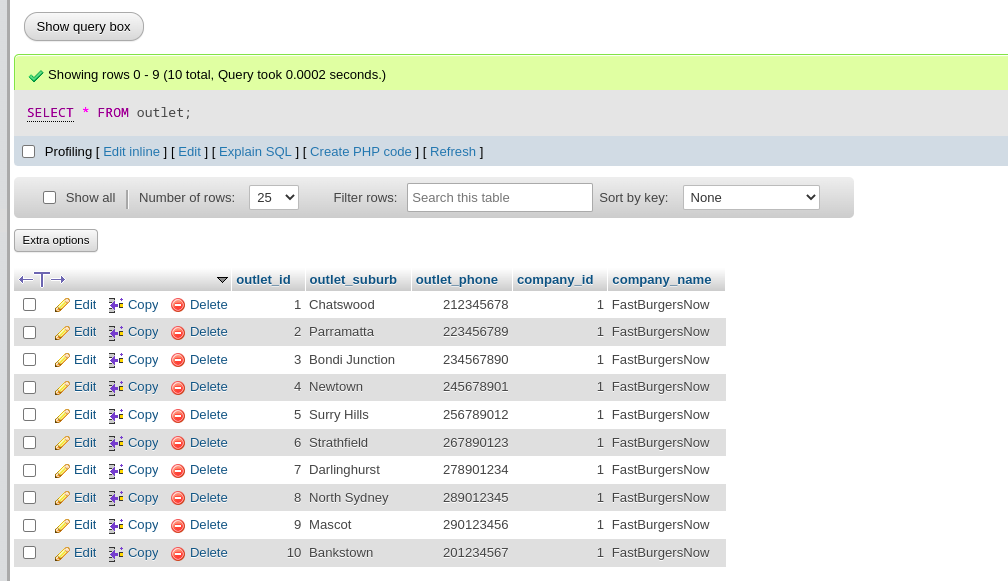 Show query box
Showing rows 0 - 9 (10 total, Query took 0.0002 seconds.)
SELECT * FROM outlet;
Profiling [ Edit inline ] [ Edit ] [ Explain SQL ] [ Create PHP code ] [ Refresh ]
Show all Number of rows: 25 Filter rows: Search this table Sort by key: None
Extra options
outlet_id outlet_suburb outlet_phone company_id company_name
Edit Copy Delete 1 Chatswood 212345678 1 FastBurgersNow
Edit Copy Delete 2 Parramatta 223456789 1 FastBurgersNow
Edit Copy Delete 3 Bondi Junction 234567890 1 FastBurgersNow
Edit Copy Delete 4 Newtown 245678901 1 FastBurgersNow
Edit Copy Delete 5 Surry Hills 256789012 1 FastBurgersNow
Edit Copy Delete 6 Strathfield 267890123 1 FastBurgersNow
Edit Copy Delete 7 Darlinghurst 278901234 1 FastBurgersNow
Edit Copy Delete 8 North Sydney 289012345 1 FastBurgersNow
Edit Copy Delete 9 Mascot 290123456 1 FastBurgersNow
Edit Copy Delete 10 Bankstown 201234567 1 FastBurgersNow